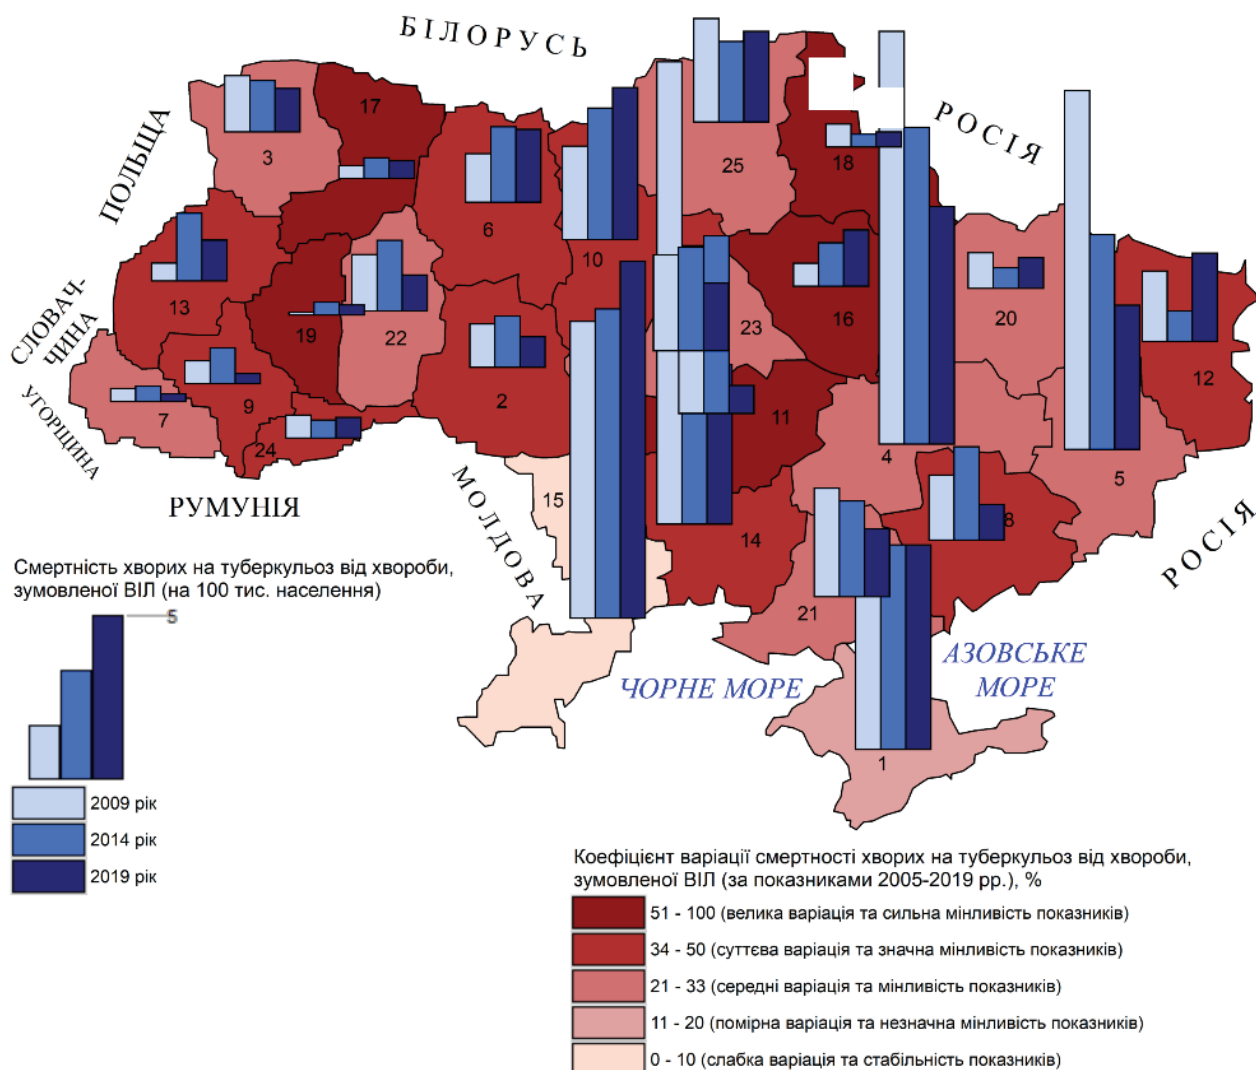 БІЛОРУСЬ
ПОЛЬЩА
РОСІЯ
17
3
25
18
6
10
13
23
16
20
19
22
12
СЛОВАЧ-
ЧИНА
2
9
11
7
УГОРЩИНА
24
4
5
РУМУНІЯ
МОЛДОВА
15
14
8
РОСІЯ
21
АЗОВСЬКЕ
МОРЕ
ЧОРНЕ МОРЕ
1
Смертність хворих на туберкульоз від хвороби,
зумовленої ВІЛ (на 100 тис. населення)
5
2009 рік
2014 рік
2019 рік
Коефіцієнт варіації смертності хворих на туберкульоз від хвороби,
зумовленої ВІЛ (за показниками 2005-2019 рр.), %
51 - 100 (велика варіація та сильна мінливість показників)
34 - 50 (суттєва варіація та значна мінливість показників)
21 - 33 (середні варіація та мінливість показників)
11 - 20 (помірна варіація та незначна мінливість показників)
0 - 10 (слабка варіація та стабільність показників)